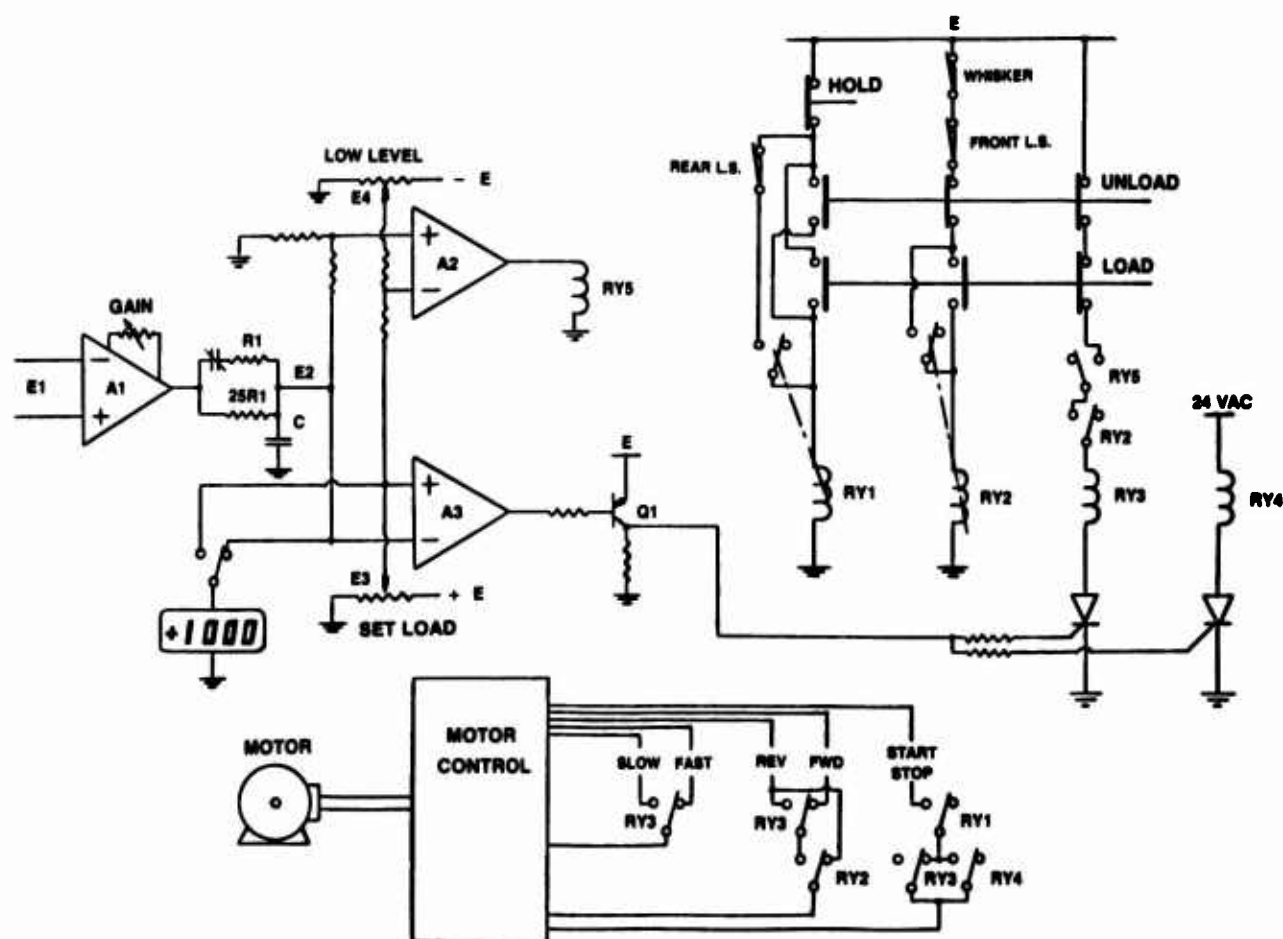 E
WHISKER
HOLD
FRONT L.S.
LOW LEVEL
REAR L.S.
- E
UNLOAD
E4
+
A2
-
LOAD
RY5
GAIN
R1
-
E1
A1
E2
25R1
+
C
RY5
24 VAC
RY2
E
+
A3
Q1
RY1
RY2
RY3
RY4
-
E3
+ E
+1000
SET LOAD
MOTOR
MOTOR
CONTROL
SLOW
FAST
REV
FWD
START
STOP
RY3
RY3
RY1
RY2
RY3
RY4